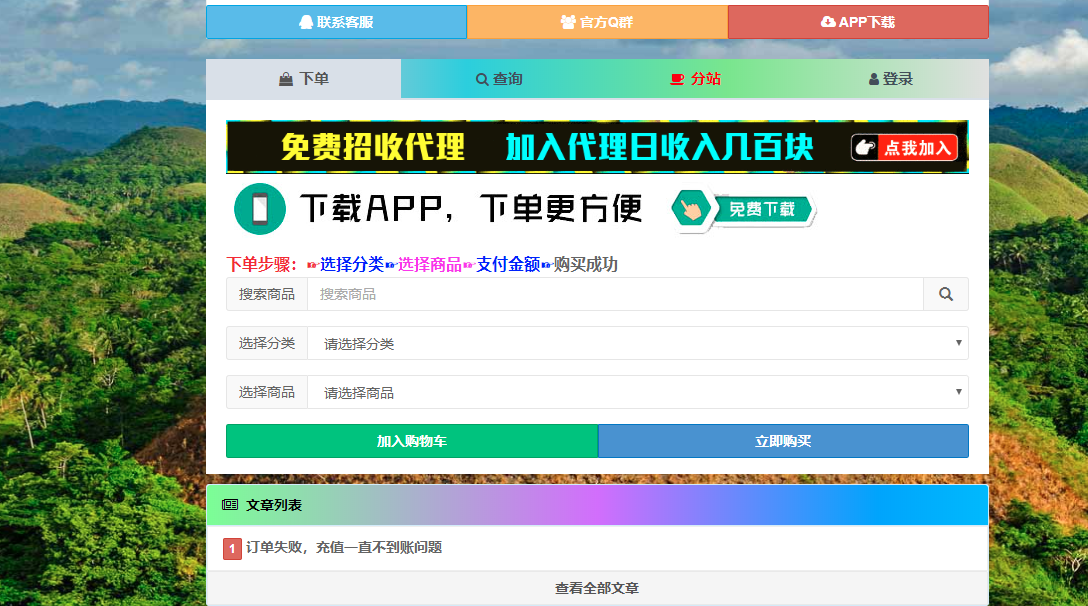 联系客服 官方Q群 APP下载
下单 查询 分站 登录
免费招收代理 加入代理日收入几百块 点我加入
下载APP，下单更方便 免费下载
下单步骤：选择分类选择商品支付金额购买成功
搜索商品 搜索商品
选择分类 请选择分类
选择商品 请选择商品
加入购物车 立即购买
文章列表
1 订单失败，充值一直不到账问题
查看全部文章